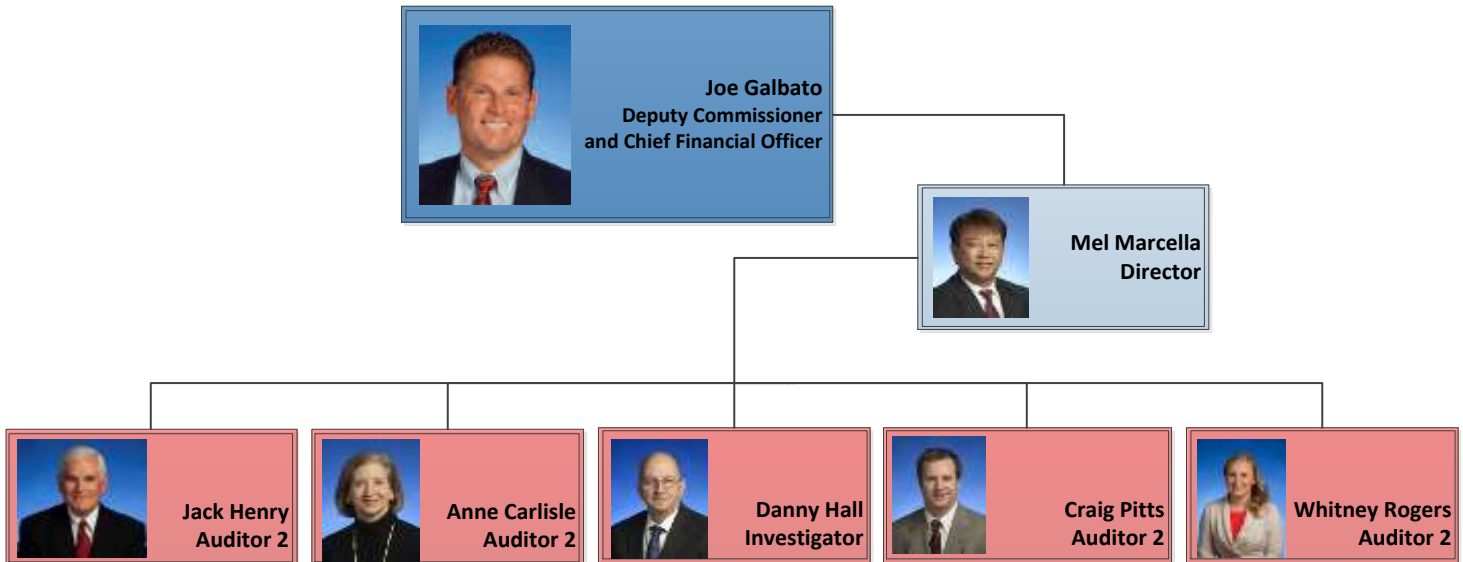 Joe Galbato
Deputy Commissioner
and Chief Financial Officer
Mel Marcella
Director
Jack Henry
Auditor 2
Anne Carlisle
Auditor 2
Danny Hall
Investigator
Craig Pitts
Auditor 2
Whitney Rogers
Auditor 2